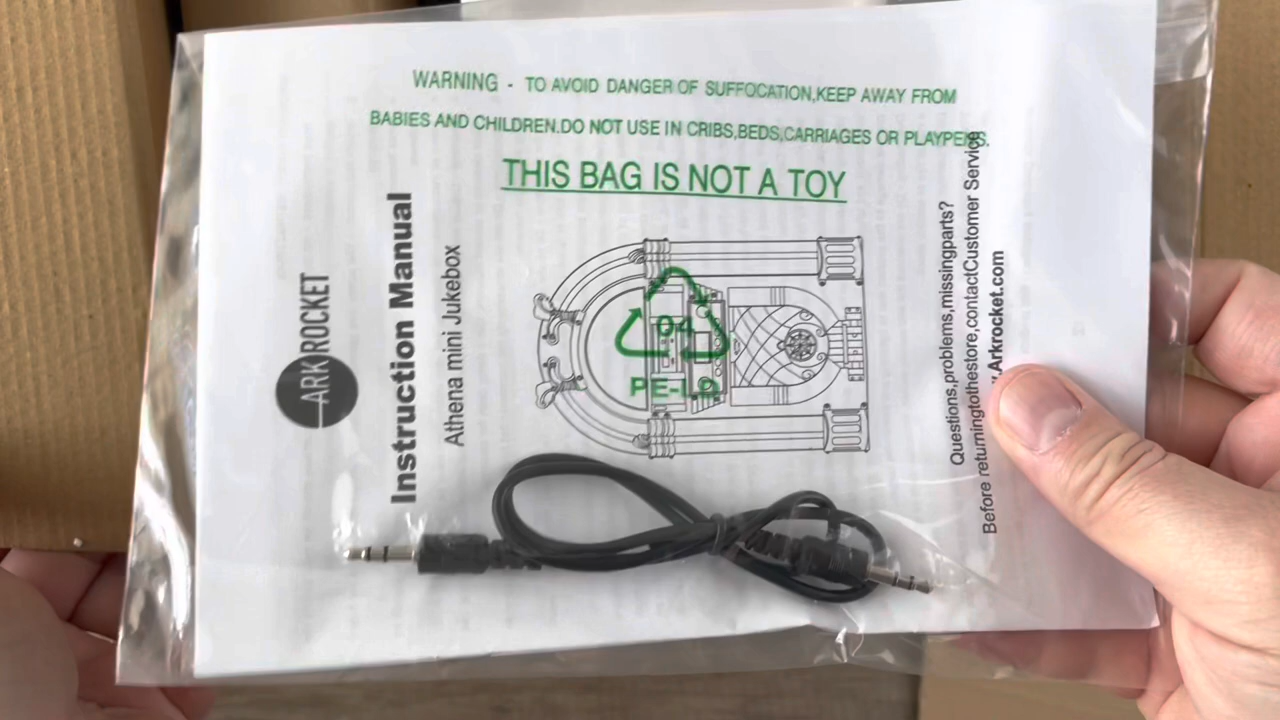 WARNING - TO AVOID DANGER OF SUFFOCATION,KEEP AWAY FROM
BABIES AND CHILDREN.DO NOT USE IN CRIBS,BEDS,CARRIAGES OR PLAYPENS.
THIS BAG IS NOT A TOY
04
PE-LD
ARKROCKET
Instruction Manual
Athena mini Jukebox
Questions,problems,missingparts?
Before returningtothestore,contactCustomer Service
.Arkrocket.com